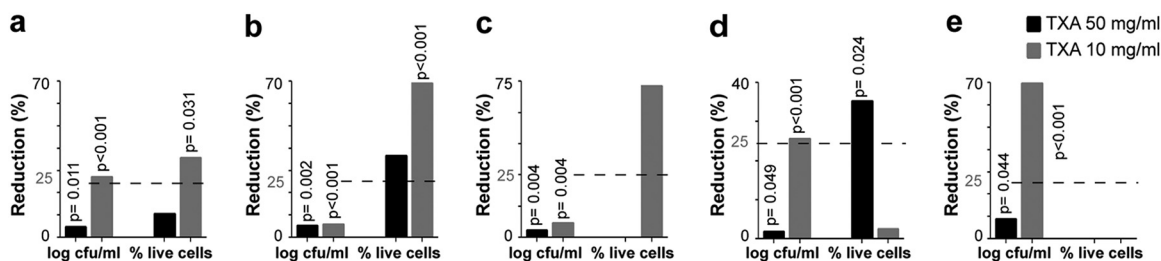 a
Reduction (%)
70
25
0
p= 0.011
p<0.001
p= 0.031
log cfu/ml % live cells
b
Reduction (%)
70
25
0
p= 0.002
p<0.001
p<0.001
log cfu/ml % live cells
c
Reduction (%)
75
25
0
p= 0.004
p= 0.004
log cfu/ml % live cells
d
Reduction (%)
40
25
0
p= 0.049
p<0.001
p= 0.024
log cfu/ml % live cells
e
Reduction (%)
70
25
0
p= 0.044
p<0.001
log cfu/ml % live cells
TXA 50 mg/ml
TXA 10 mg/ml